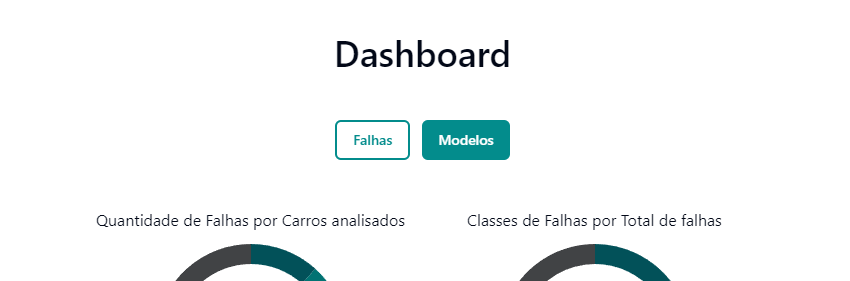 Dashboard
Falhas Modelos
Quantidade de Falhas por Carros analisados
Classes de Falhas por Total de falhas